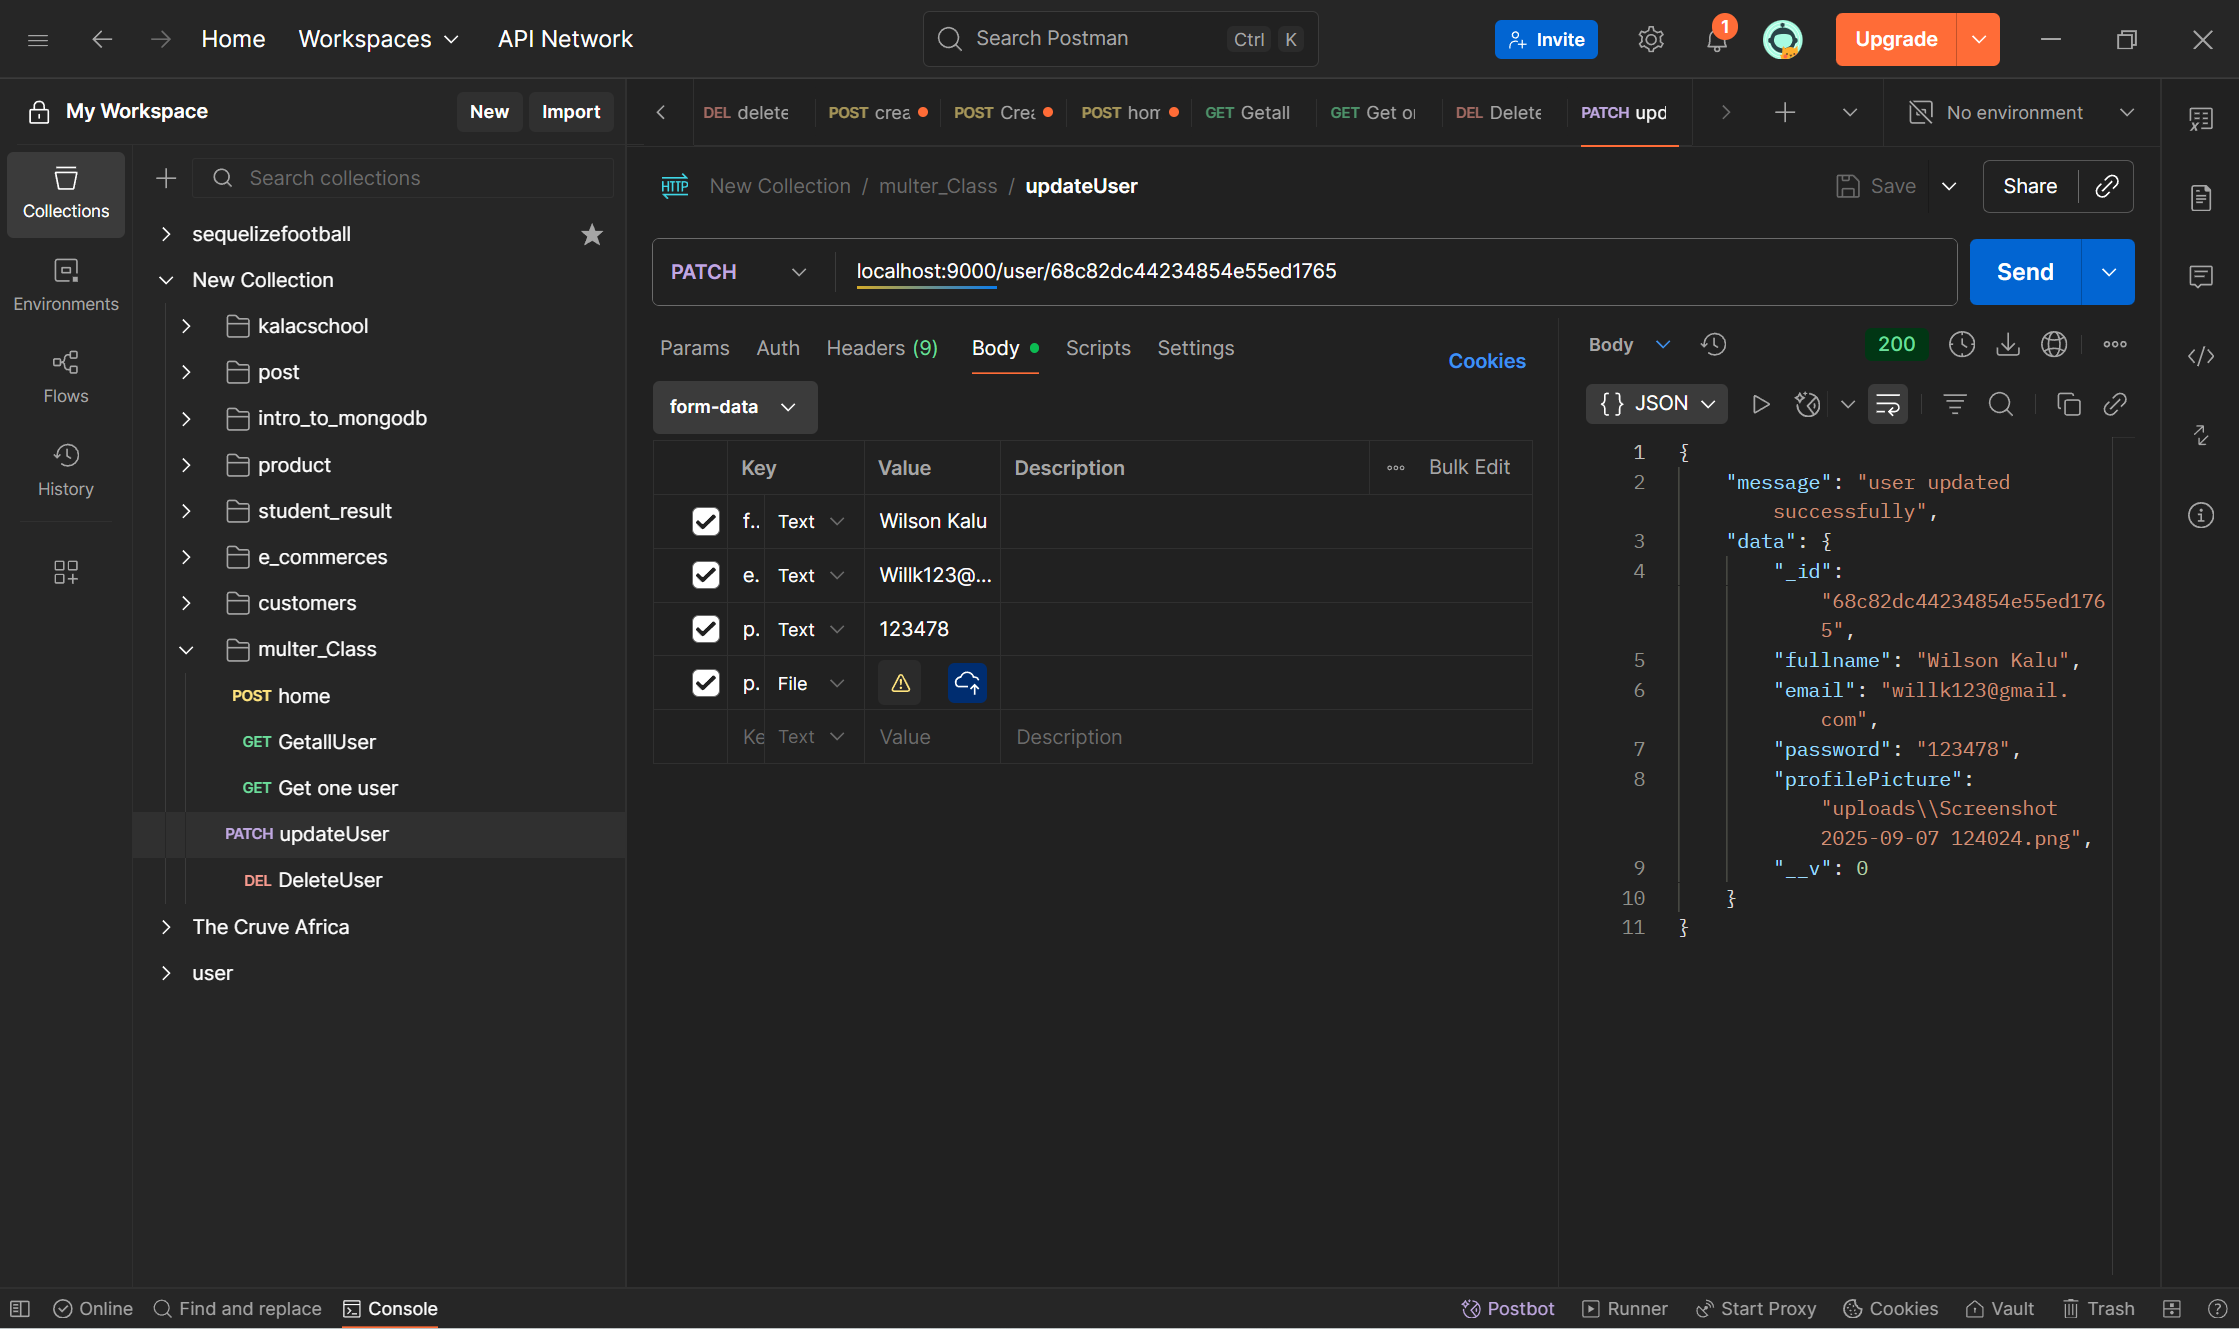 Home
Workspaces
API Network
Search Postman
Ctrl
K
Invite
1
Upgrade
My Workspace
New
Import
DEL delete
POST crea
POST Crea
POST hom
GET Getall
GET Get o
DEL Delete
PATCH upd
No environment
Collections
Environments
Flows
History
Search collections
sequelizefootball
New Collection
kalacschool
post
intro_to_mongodb
product
student_result
e_commerces
customers
multer_Class
POST home
GET GetallUser
GET Get one user
PATCH updateUser
DEL DeleteUser
The Cruve Africa
user
HTTP
New Collection / multer_Class / updateUser
Save
Share
PATCH
localhost:9000/user/68c82dc44234854e55ed1765
Send
Params
Auth
Headers (9)
Body
Scripts
Settings
Cookies
form-data
Key
Value
Description
Bulk Edit
f..
Text
Wilson Kalu
e.
Text
Willk123@...
p.
Text
123478
p.
File
Ke
Text
Value
Description
Body
200
{} JSON
1 {
2 "message": "user updated
successfully",
3 "data": {
4 "_id":
"68c82dc44234854e55ed176
5",
5 "fullname": "Wilson Kalu",
6 "email": "willk123@gmail.
com",
7 "password": "123478",
8 "profilePicture":
"uploads\\Screenshot
2025-09-07 124024.png",
9 "__v": 0
10 }
11 }
Online
Find and replace
Console
Postbot
Runner
Start Proxy
Cookies
Vault
Trash